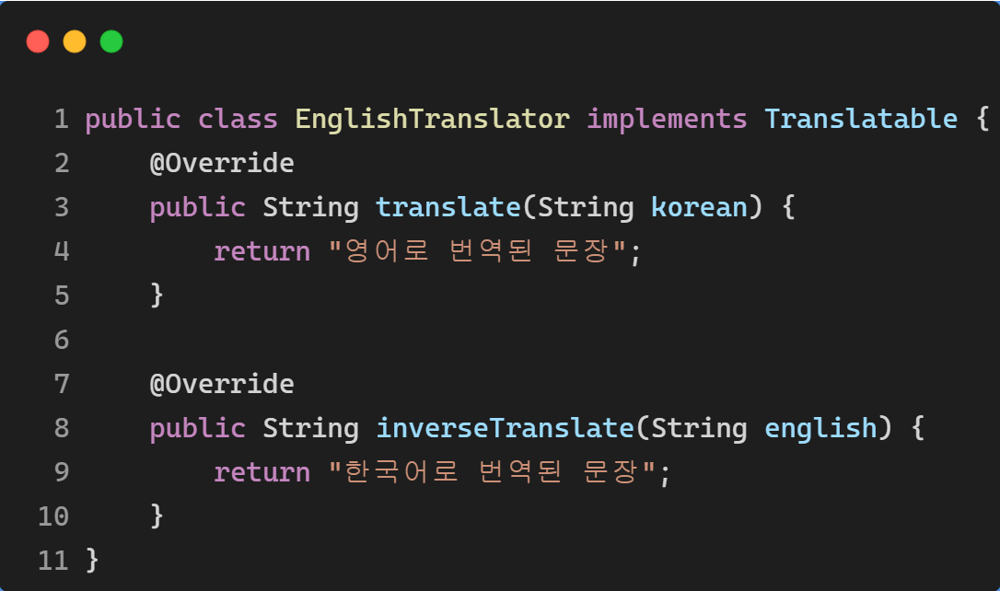 1 public class EnglishTranslator implements Translatable {
2 @Override
3 public String translate(String korean) {
4 return "영어로 번역된 문장";
5 }
6
7 @Override
8 public String inverseTranslate(String english) {
9 return "한국어로 번역된 문장";
10 }
11 }